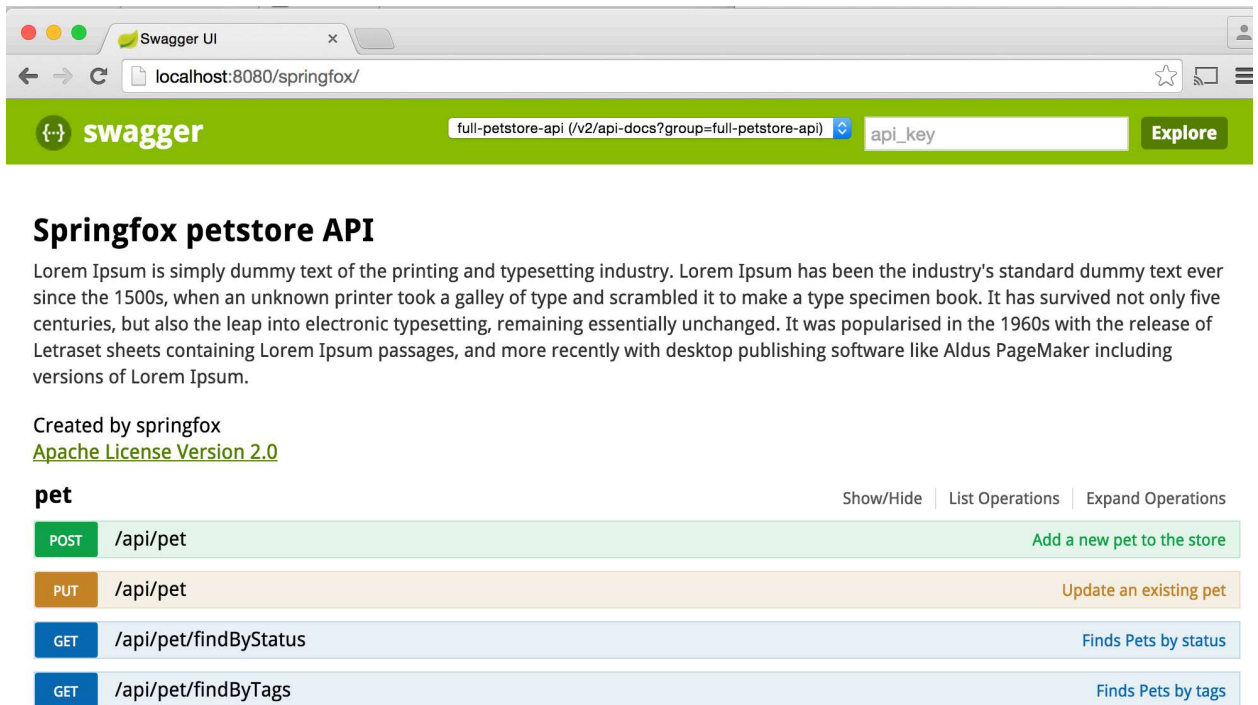 Swagger UI
localhost:8080/springfox/
swagger full-petstore-api (/v2/api-docs?group=full-petstore-api) api_key Explore
Springfox petstore API
Lorem Ipsum is simply dummy text of the printing and typesetting industry. Lorem Ipsum has been the industry's standard dummy text ever
since the 1500s, when an unknown printer took a galley of type and scrambled it to make a type specimen book. It has survived not only five
centuries, but also the leap into electronic typesetting, remaining essentially unchanged. It was popularised in the 1960s with the release of
Letraset sheets containing Lorem Ipsum passages, and more recently with desktop publishing software like Aldus PageMaker including
versions of Lorem Ipsum.
Created by springfox
Apache License Version 2.0
pet Show/Hide List Operations Expand Operations
POST /api/pet Add a new pet to the store
PUT /api/pet Update an existing pet
GET /api/pet/findByStatus Finds Pets by status
GET /api/pet/findByTags Finds Pets by tags